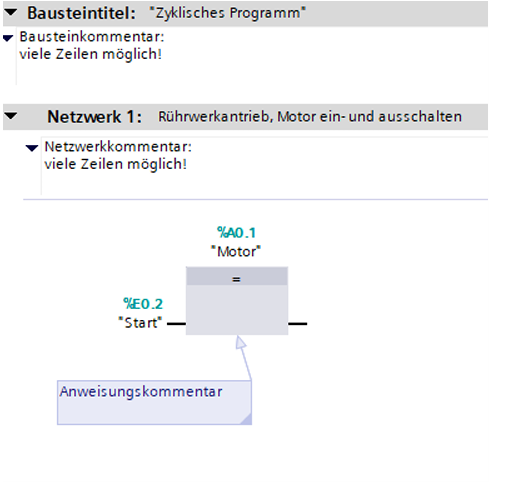 Bausteintitel: "Zyklisches Programm"
Bausteinkommentar:
viele Zeilen möglich!
Netzwerk 1: Rührwerkantrieb, Motor ein- und ausschalten
Netzwerkkommentar:
viele Zeilen möglich!
%A0.1
"Motor"
=
%E0.2
"Start"
Anweisungskommentar